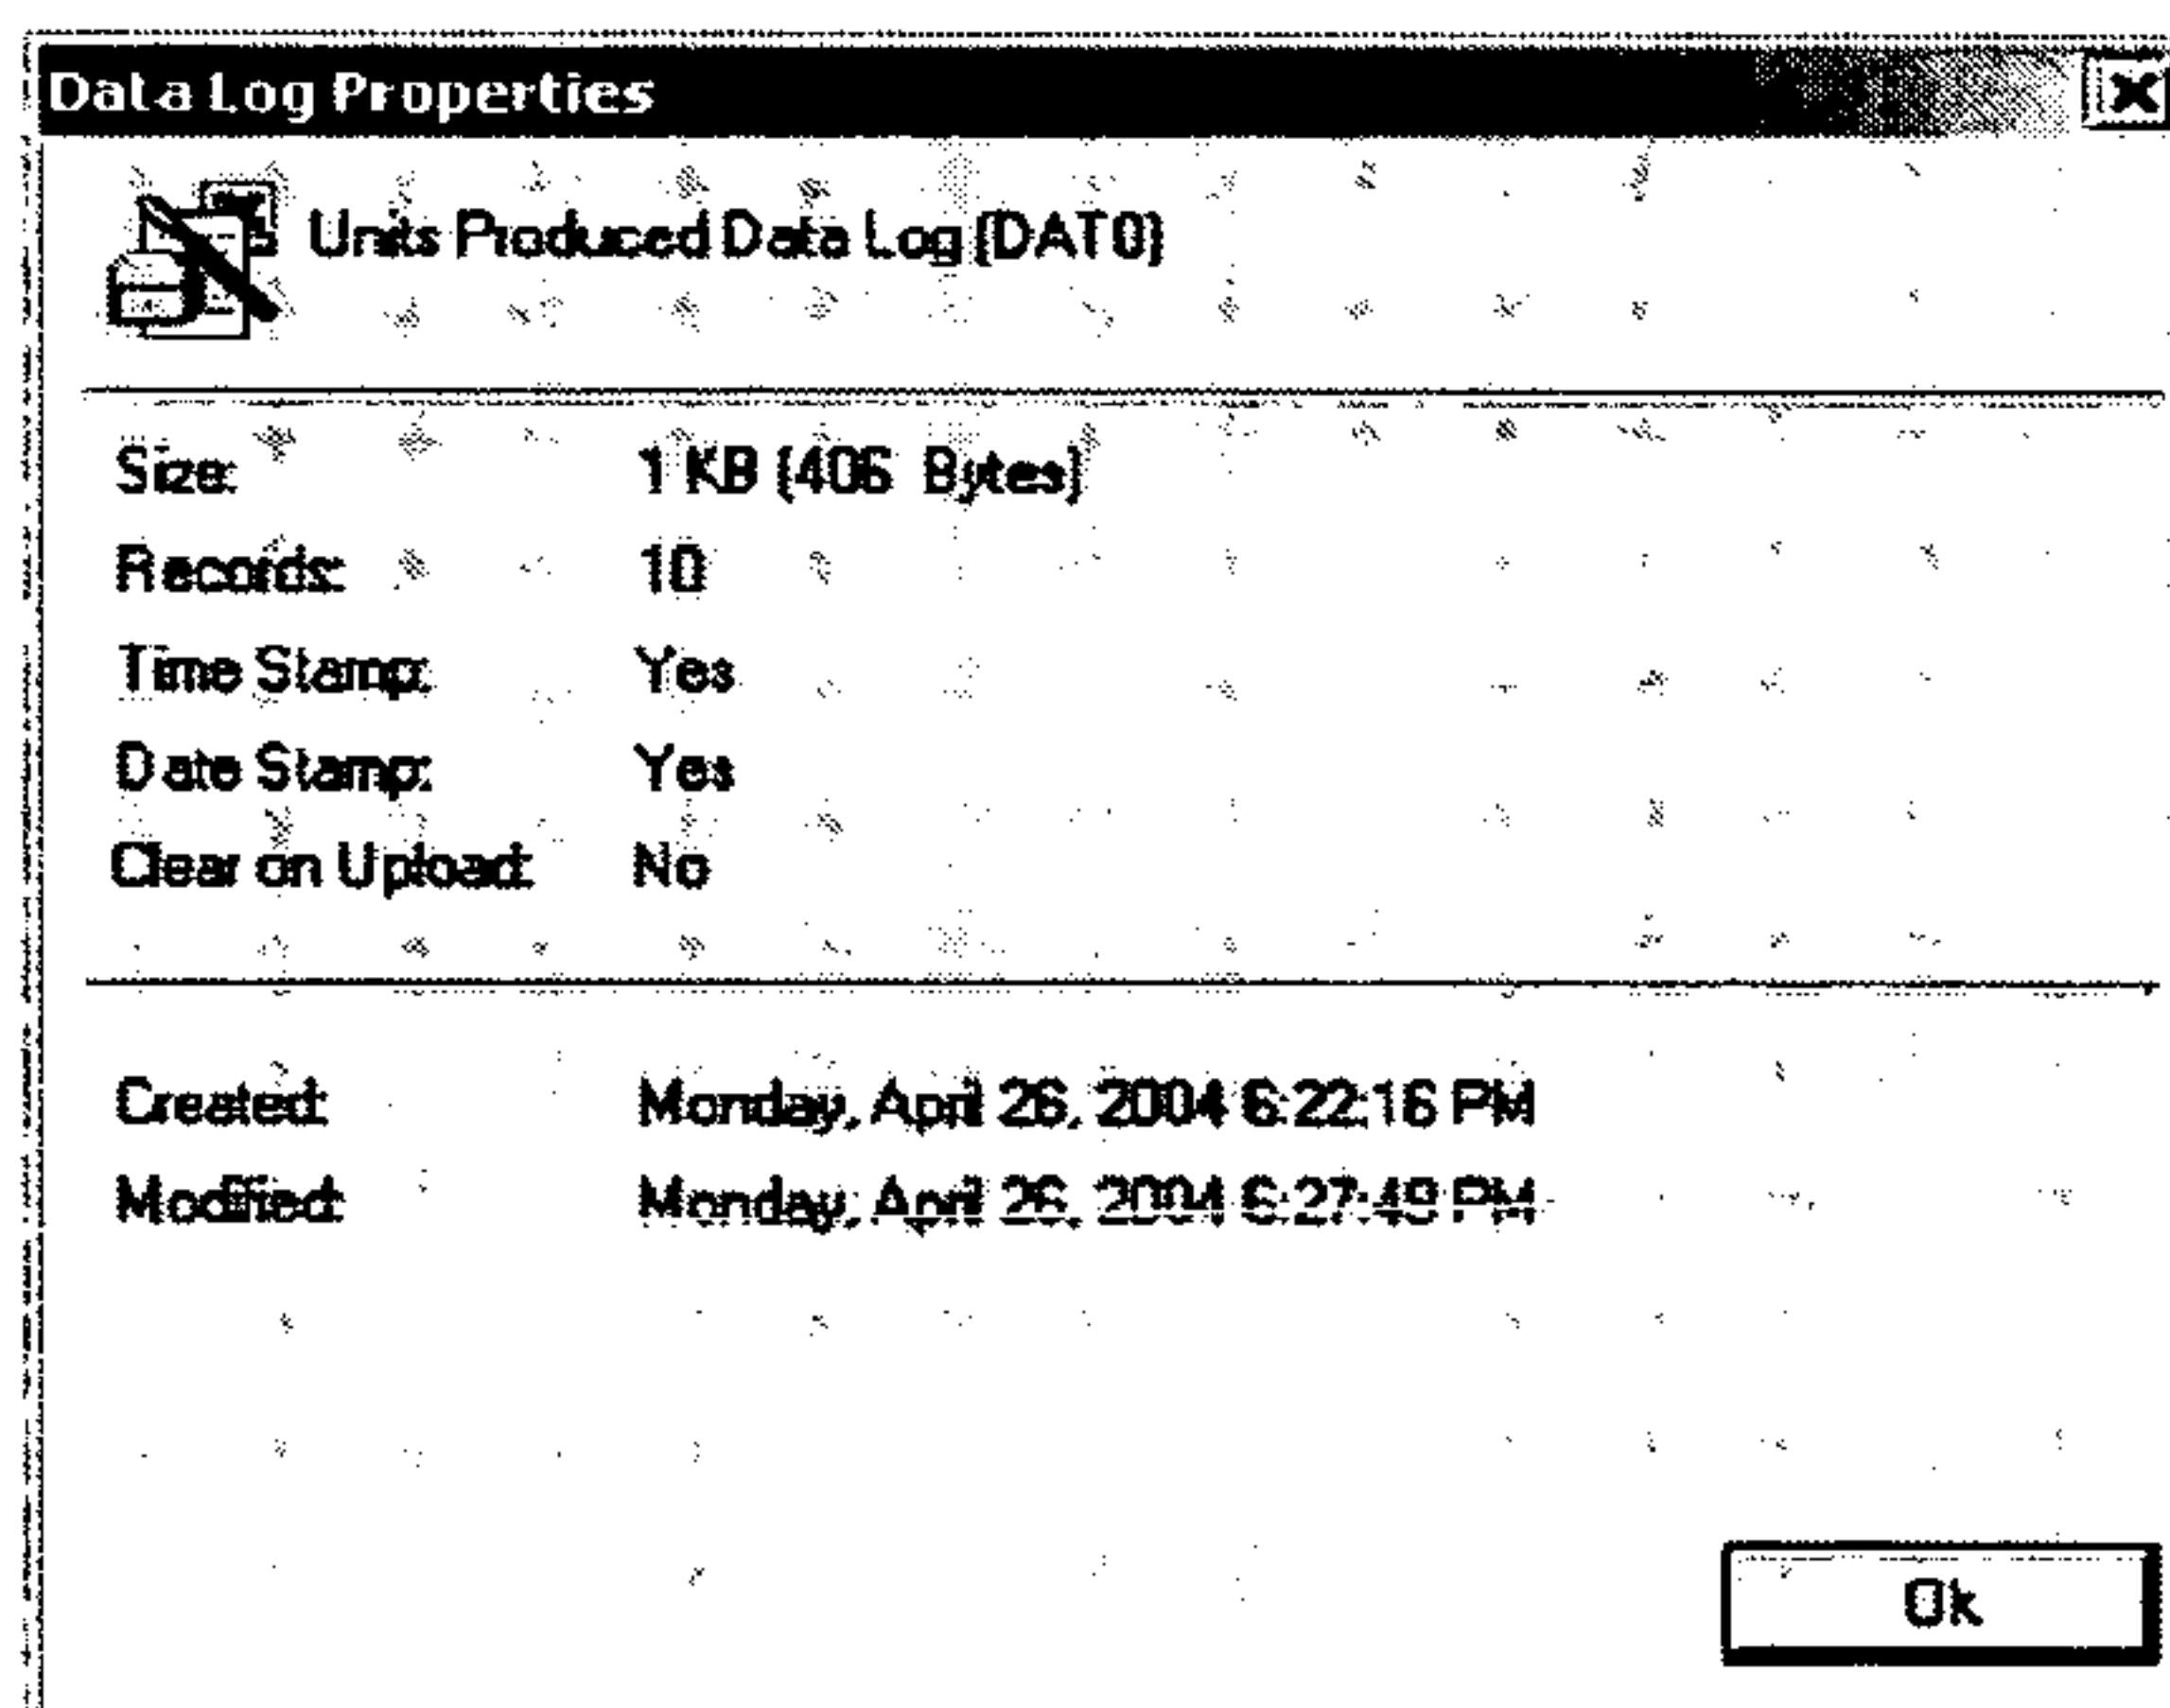 Data Log Properties
Units Produced Data Log (DAT0)
Size: 1 KB (406 Bytes)
Records: 10
Time Stamp: Yes
Date Stamp: Yes
Clear on Upload: No
Created: Monday, April 26, 2004 6:22:16 PM
Modified: Monday, April 26, 2004 6:27:49 PM
Ok